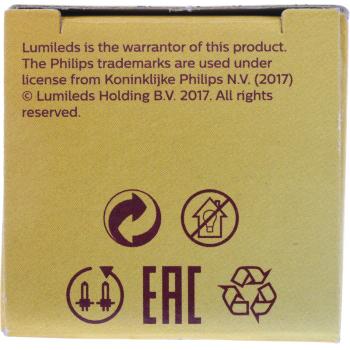 Lumileds is the warrantor of this product.
The Philips trademarks are used under
license from Koninklijke Philips N.V. (2017)
© Lumileds Holding B.V. 2017. All rights
reserved.
EAC